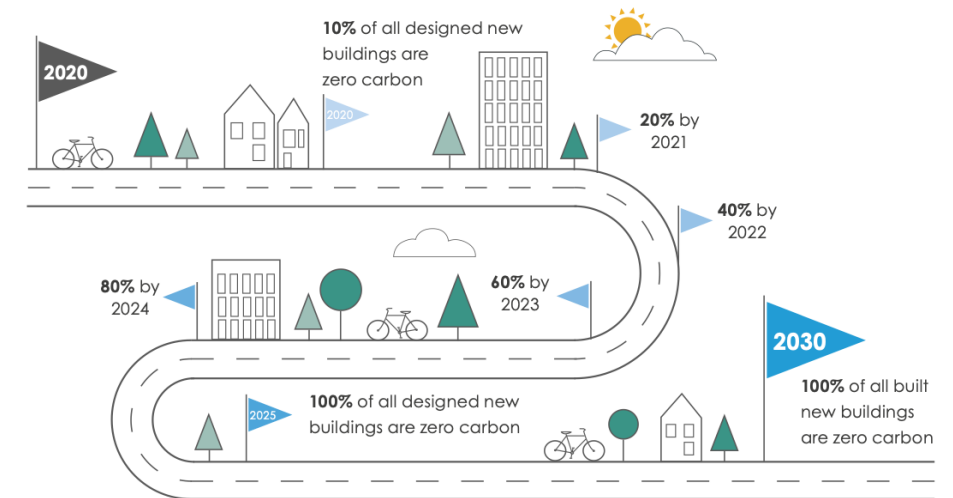 2020
10% of all designed new
buildings are
zero carbon
2020
20% by
2021
40% by
2022
60% by
2023
80% by
2024
2025
100% of all designed new
buildings are zero carbon
2030
100% of all built
new buildings
are zero carbon